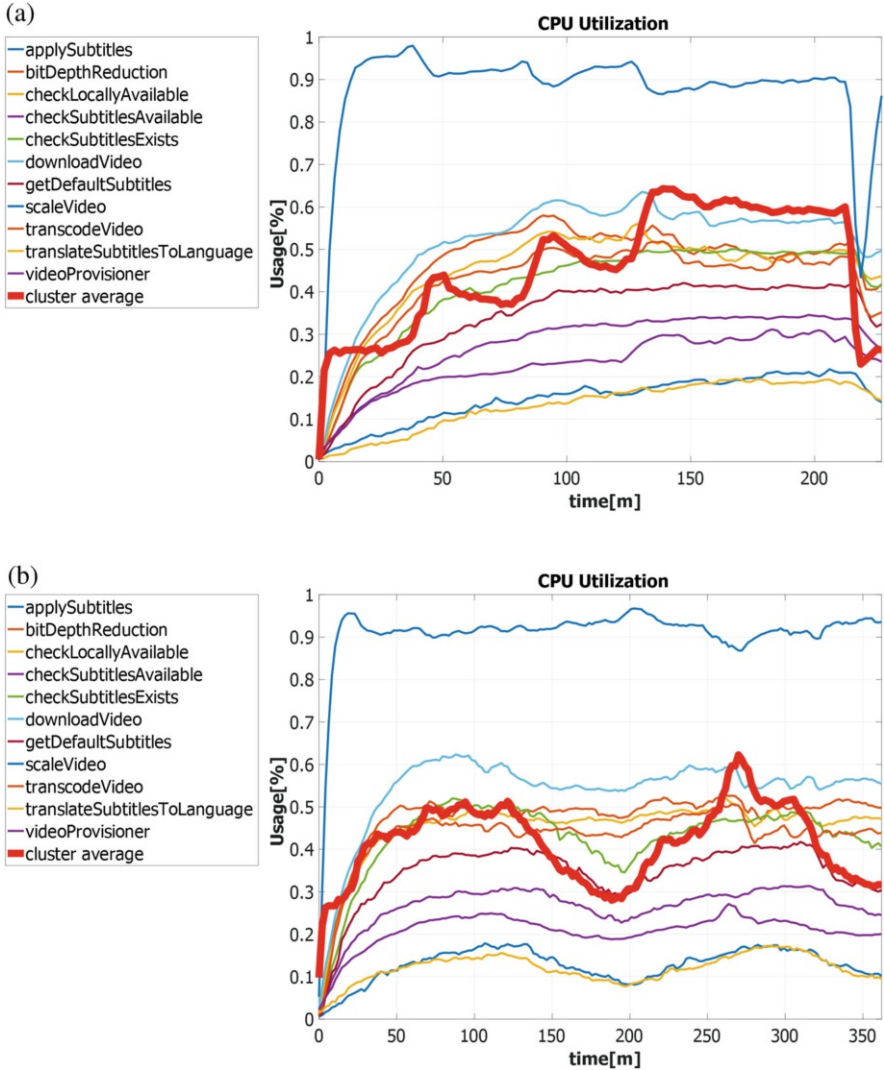 (a)
CPU Utilization
applySubtitles
bitDepthReduction
checkLocallyAvailable
checkSubtitlesAvailable
checkSubtitlesExists
downloadVideo
getDefaultSubtitles
scaleVideo
transcodeVideo
translateSubtitlesToLanguage
videoProvisioner
cluster average
Usage[%]
1
0.9
0.8
0.7
0.6
0.5
0.4
0.3
0.2
0.1
0
0 50 100 150 200
time[m]
(b)
CPU Utilization
applySubtitles
bitDepthReduction
checkLocallyAvailable
checkSubtitlesAvailable
checkSubtitlesExists
downloadVideo
getDefaultSubtitles
scaleVideo
transcodeVideo
translateSubtitlesToLanguage
videoProvisioner
cluster average
Usage[%]
1
0.9
0.8
0.7
0.6
0.5
0.4
0.3
0.2
0.1
0
0 50 100 150 200 250 300 350
time[m]